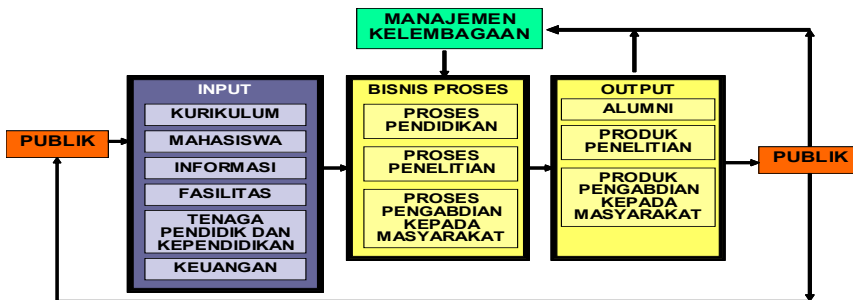 MANAJEMEN
KELEMBAGAAN
PUBLIK
INPUT
KURIKULUM
MAHASISWA
INFORMASI
FASILITAS
TENAGA
PENDIDIK DAN
KEPENDIDIKAN
KEUANGAN
BISNIS PROSES
PROSES
PENDIDIKAN
PROSES
PENELITIAN
PROSES
PENGABDIAN
KEPADA
MASYARAKAT
OUTPUT
ALUMNI
PRODUK
PENELITIAN
PRODUK
PENGABDIAN
KEPADA
MASYARAKAT
PUBLIK